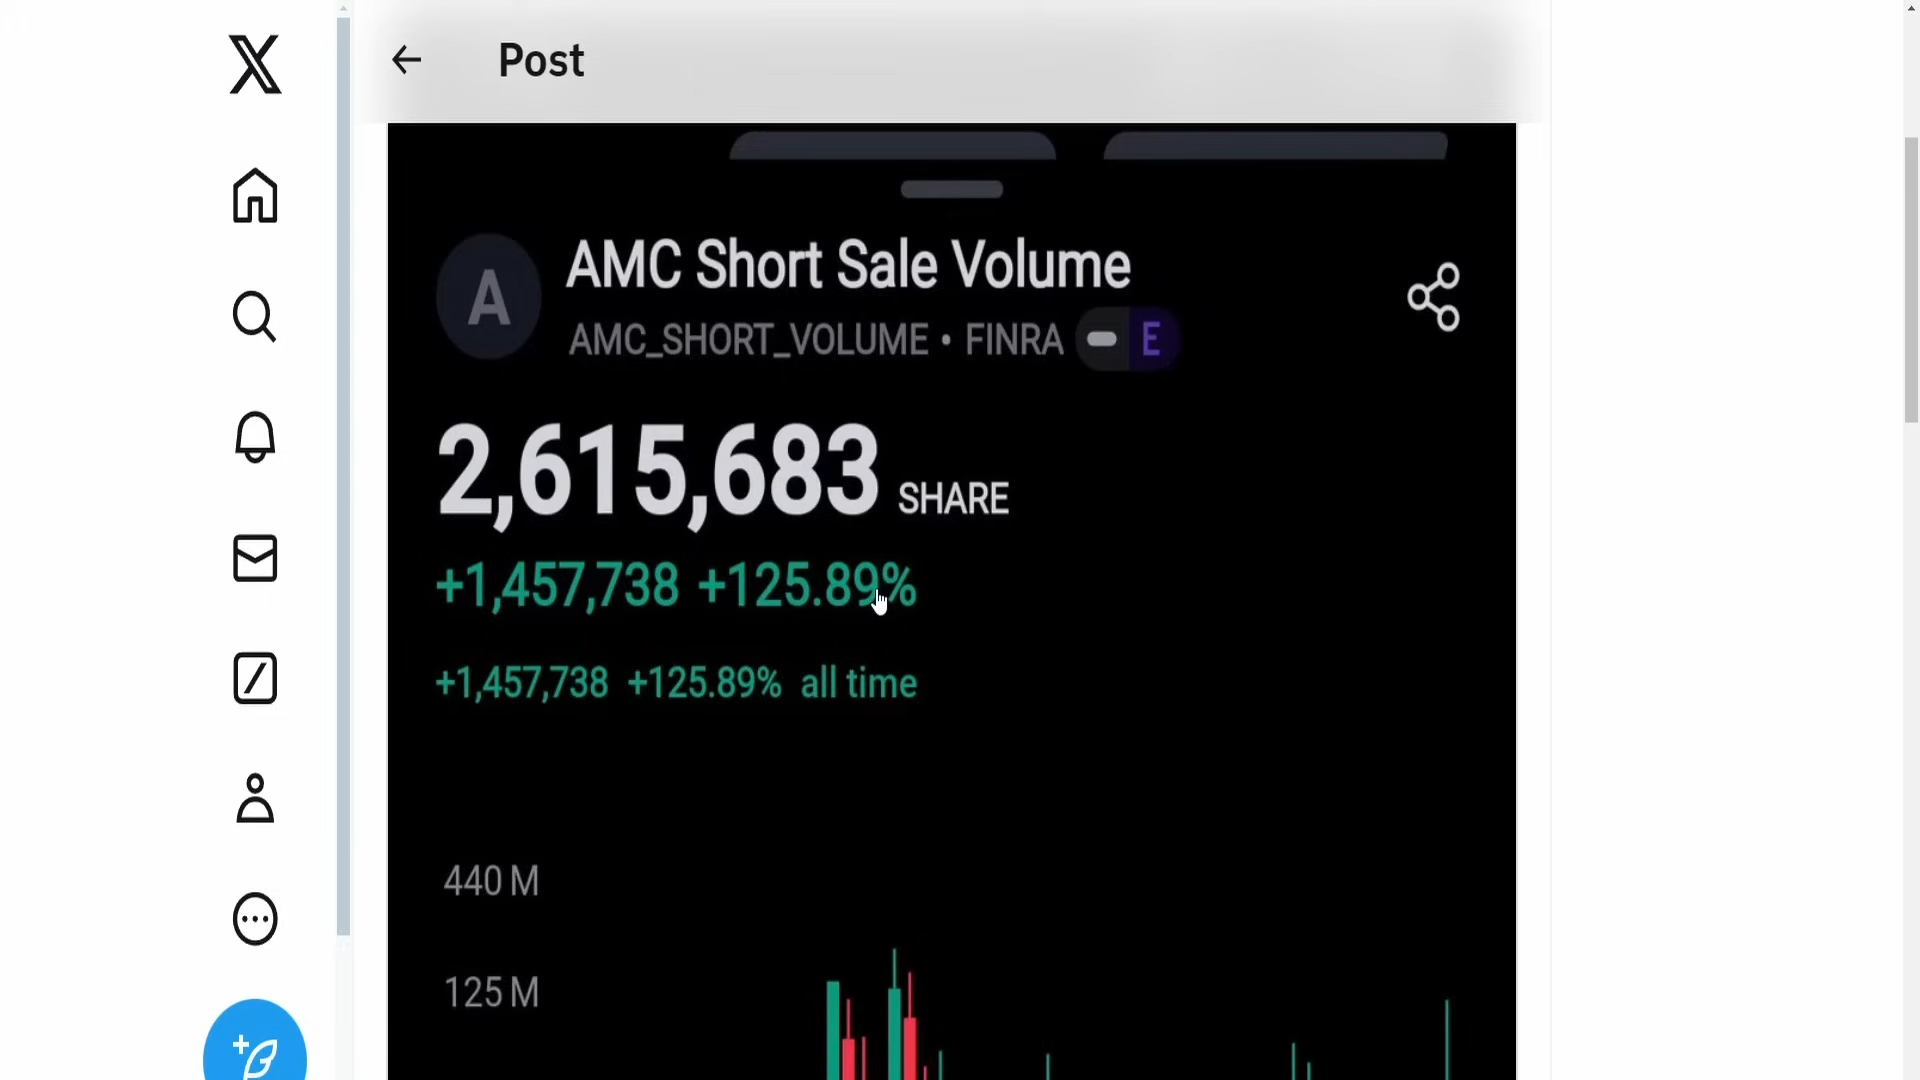 Post
A
AMC Short Sale Volume
AMC_SHORT_VOLUME • FINRA E
2,615,683 SHARE
+1,457,738 +125.89%
+1,457,738 +125.89% all time
440 M
125 M